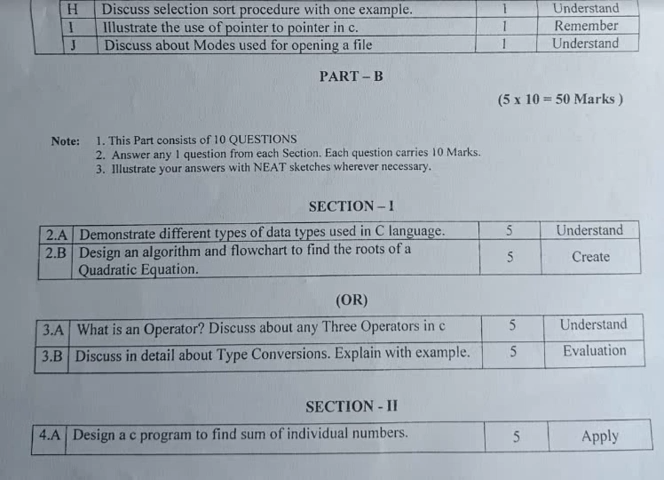 H Discuss selection sort procedure with one example. 1 Understand
I Illustrate the use of pointer to pointer in c. 1 Remember
J Discuss about Modes used for opening a file 1 Understand
PART – B
(5 x 10 = 50 Marks )
Note: 1. This Part consists of 10 QUESTIONS
2. Answer any 1 question from each Section. Each question carries 10 Marks.
3. Illustrate your answers with NEAT sketches wherever necessary.
SECTION – I
2.A Demonstrate different types of data types used in C language. 5 Understand
2.B Design an algorithm and flowchart to find the roots of a 5 Create
Quadratic Equation.
(OR)
3.A What is an Operator? Discuss about any Three Operators in c 5 Understand
3.B Discuss in detail about Type Conversions. Explain with example. 5 Evaluation
SECTION - II
4.A Design a c program to find sum of individual numbers. 5 Apply